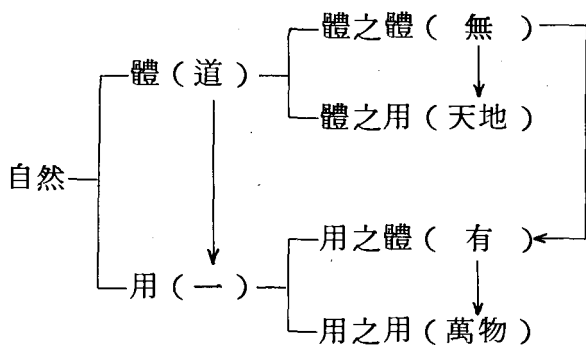 體之體（無）
體（道）
體之用（天地）
自然
用之體（有）
用（一）
用之用（萬物）